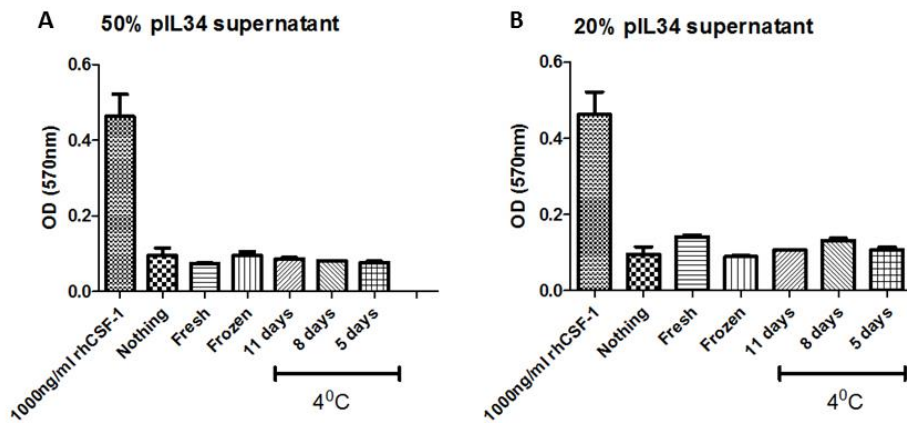 A
50% pIL34 supernatant
OD (570nm)
0.6
0.4
0.2
0.0
1000ng/ml rhCSF-1
Nothing
Fresh
Frozen
11 days
8 days
5 days
4⁰C
B
20% pIL34 supernatant
OD (570nm)
0.6
0.4
0.2
0.0
1000ng/ml rhCSF-1
Nothing
Fresh
Frozen
11 days
8 days
5 days
4⁰C